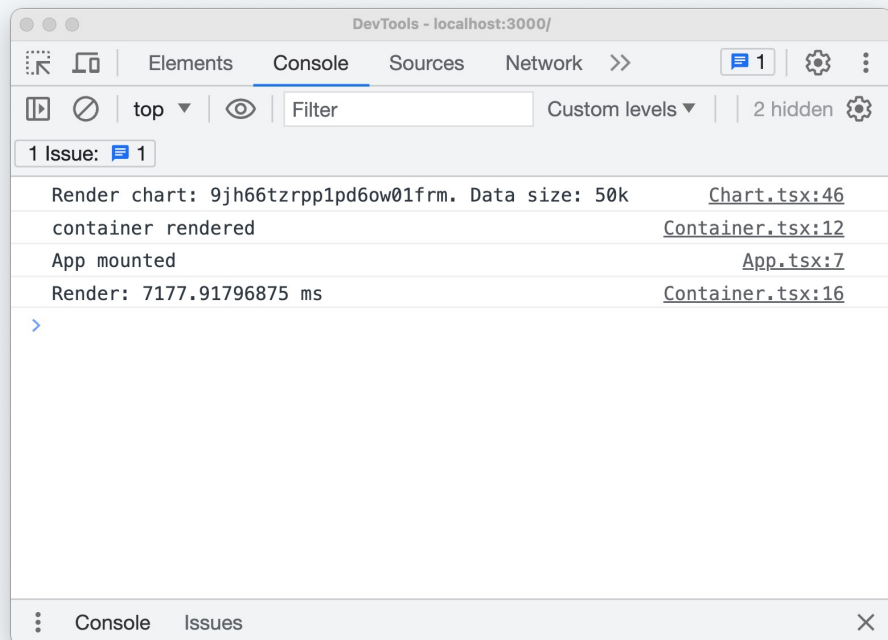 DevTools - localhost:3000/
Elements Console Sources Network 1
top Filter Custom levels 2 hidden
1 Issue: 1
Render chart: 9jh66tzrpp1pd6ow01frm. Data size: 50k Chart.tsx:46
container rendered Container.tsx:12
App mounted App.tsx:7
Render: 7177.91796875 ms Container.tsx:16
Console Issues